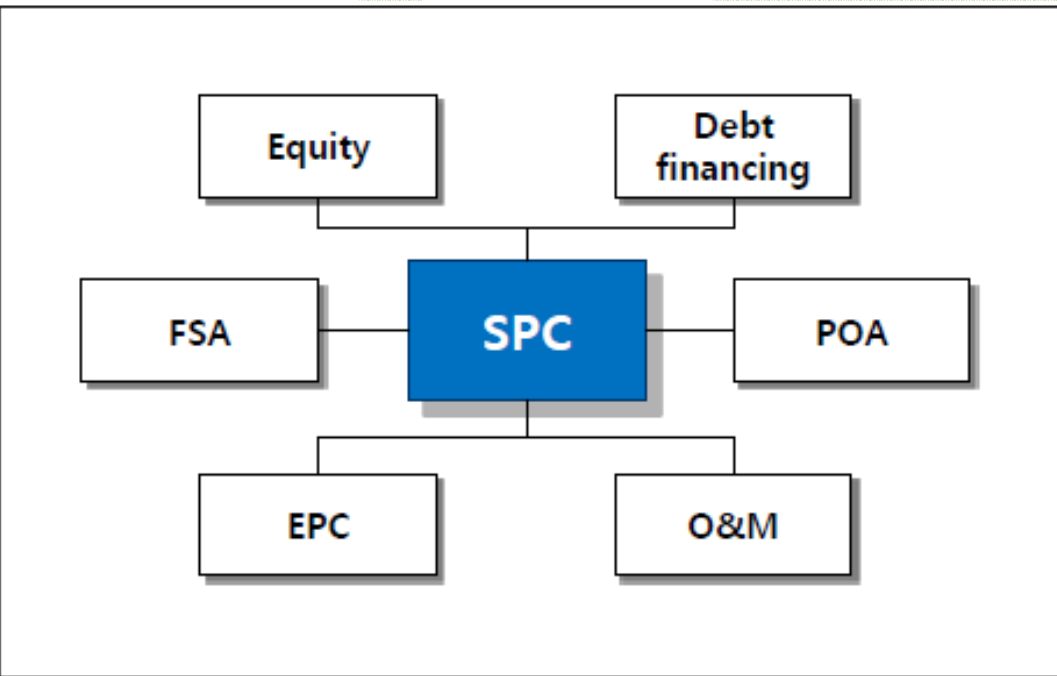 Equity
Debt
financing
FSA
SPC
POA
EPC
O&M